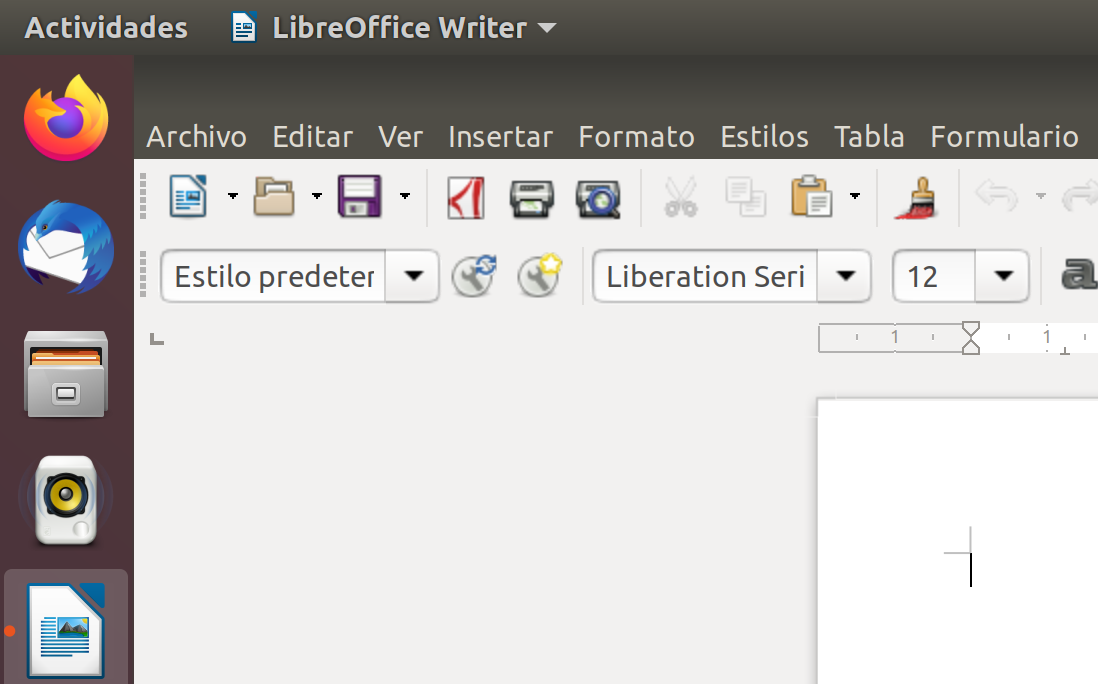 Actividades LibreOffice Writer
Archivo Editar Ver Insertar Formato Estilos Tabla Formulario
Estilo predeter Liberation Seri 12 a
1 1